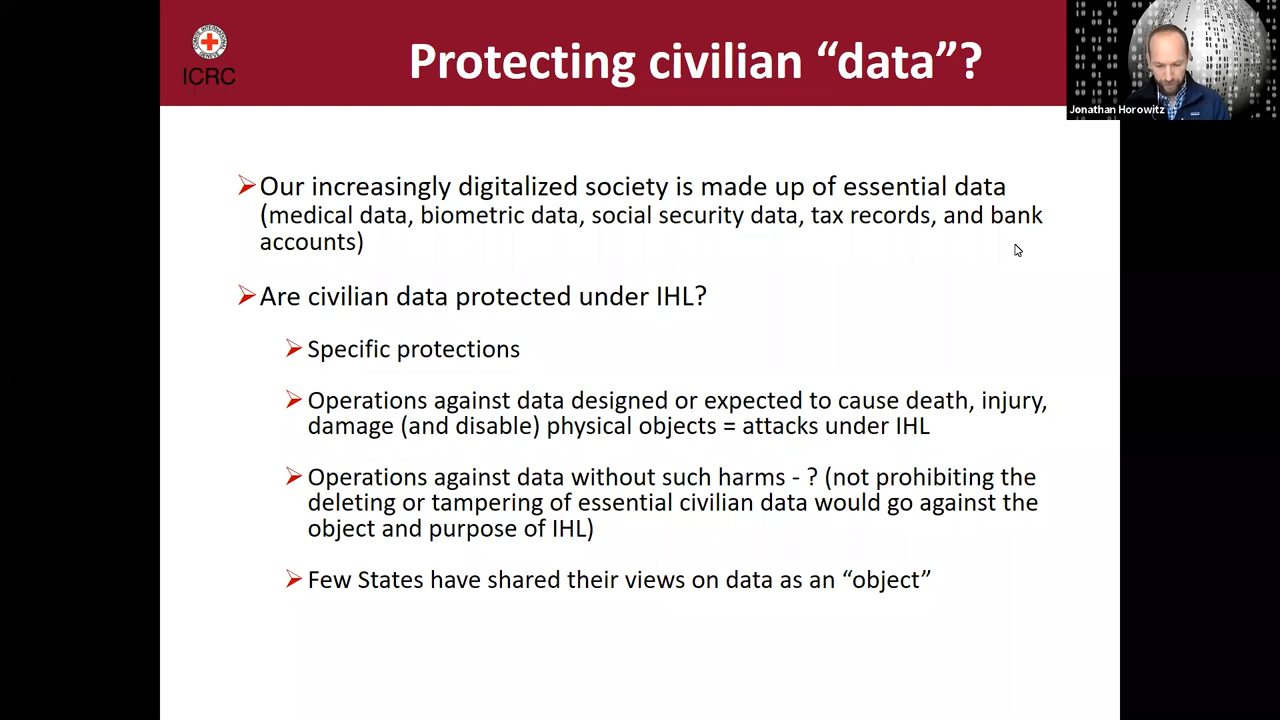 COMITE INTERNATIONAL GENEVE
ICRC
Protecting civilian “data”?
Jonathan Horowitz
Our increasingly digitalized society is made up of essential data
(medical data, biometric data, social security data, tax records, and bank
accounts)
Are civilian data protected under IHL?
Specific protections
Operations against data designed or expected to cause death, injury,
damage (and disable) physical objects = attacks under IHL
Operations against data without such harms - ? (not prohibiting the
deleting or tampering of essential civilian data would go against the
object and purpose of IHL)
Few States have shared their views on data as an “object”